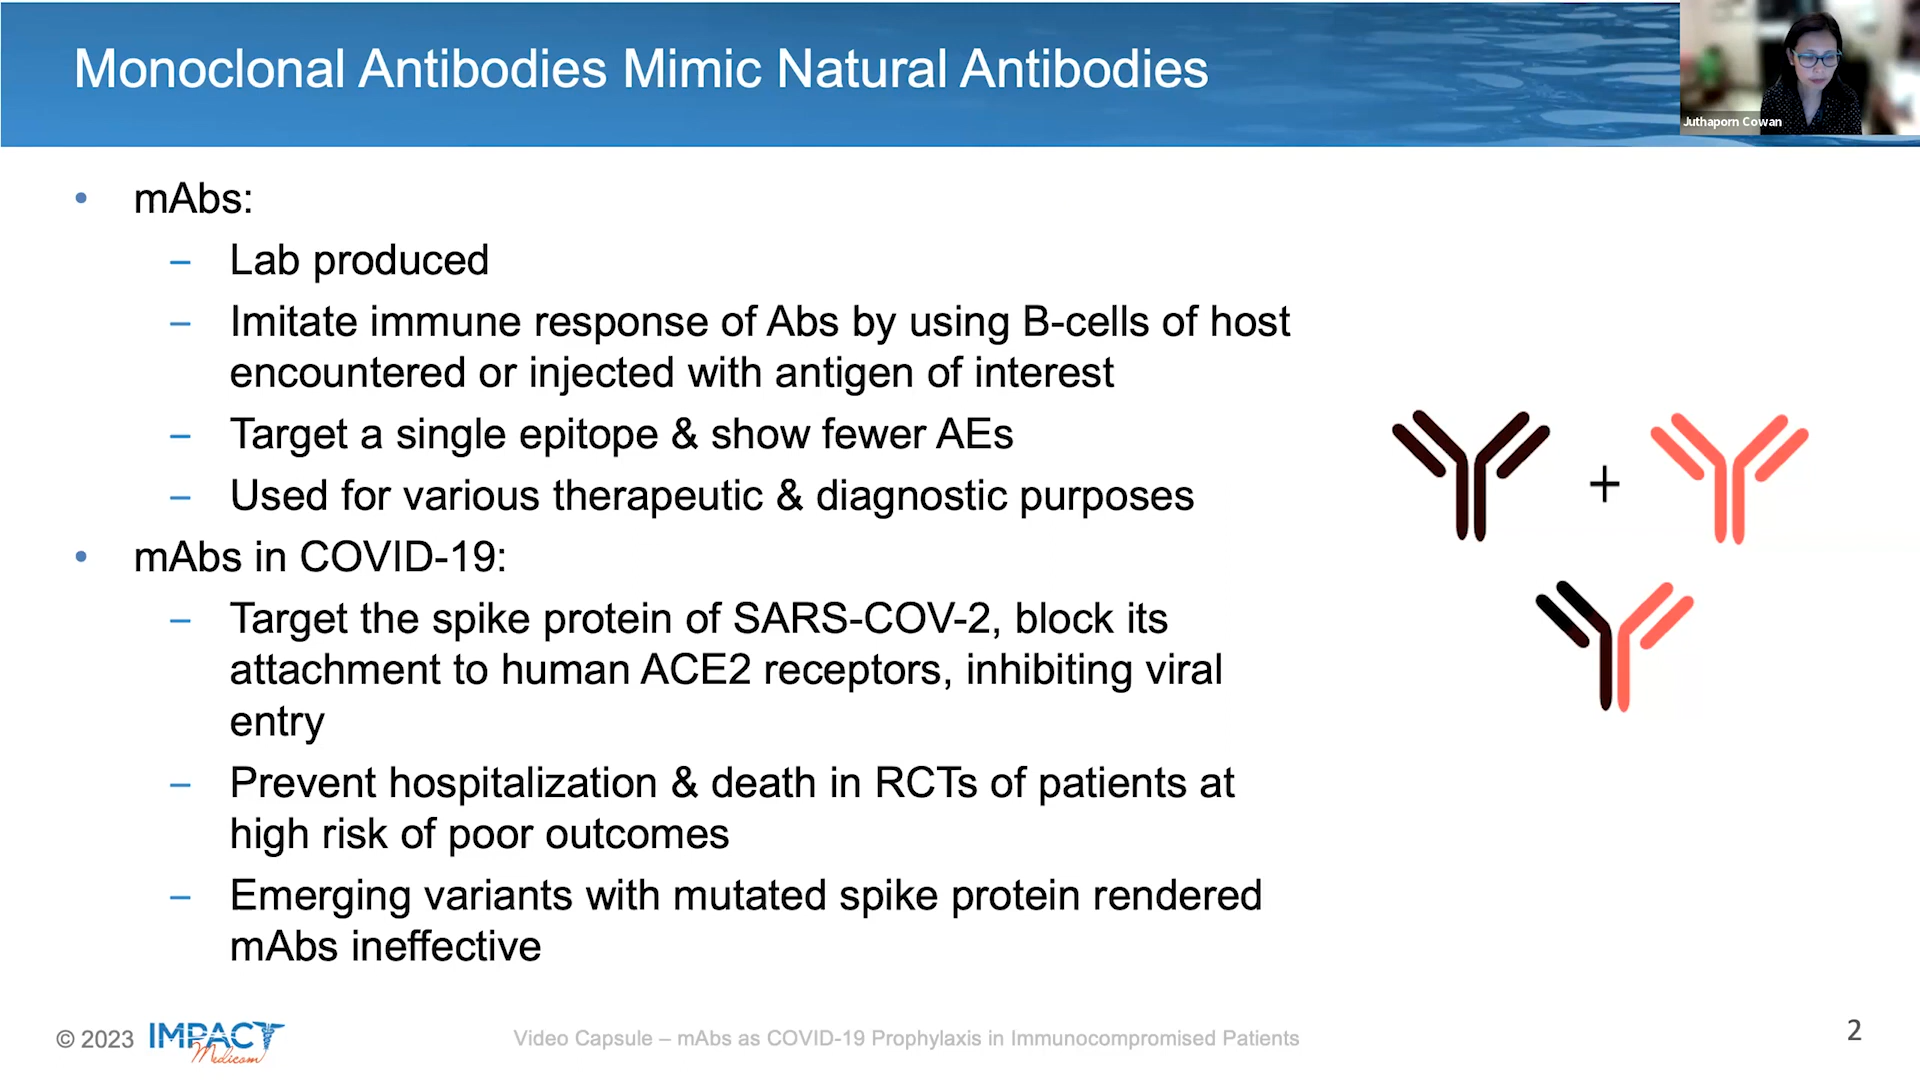 Monoclonal Antibodies Mimic Natural Antibodies
Juthaporn Cowan
• mAbs:
– Lab produced
– Imitate immune response of Abs by using B-cells of host
encountered or injected with antigen of interest
– Target a single epitope & show fewer AEs
– Used for various therapeutic & diagnostic purposes
+
• mAbs in COVID-19:
– Target the spike protein of SARS-COV-2, block its
attachment to human ACE2 receptors, inhibiting viral
entry
– Prevent hospitalization & death in RCTs of patients at
high risk of poor outcomes
– Emerging variants with mutated spike protein rendered
mAbs ineffective
© 2023 IMPACT
Medicom
Video Capsule – mAbs as COVID-19 Prophylaxis in Immunocompromised Patients
2